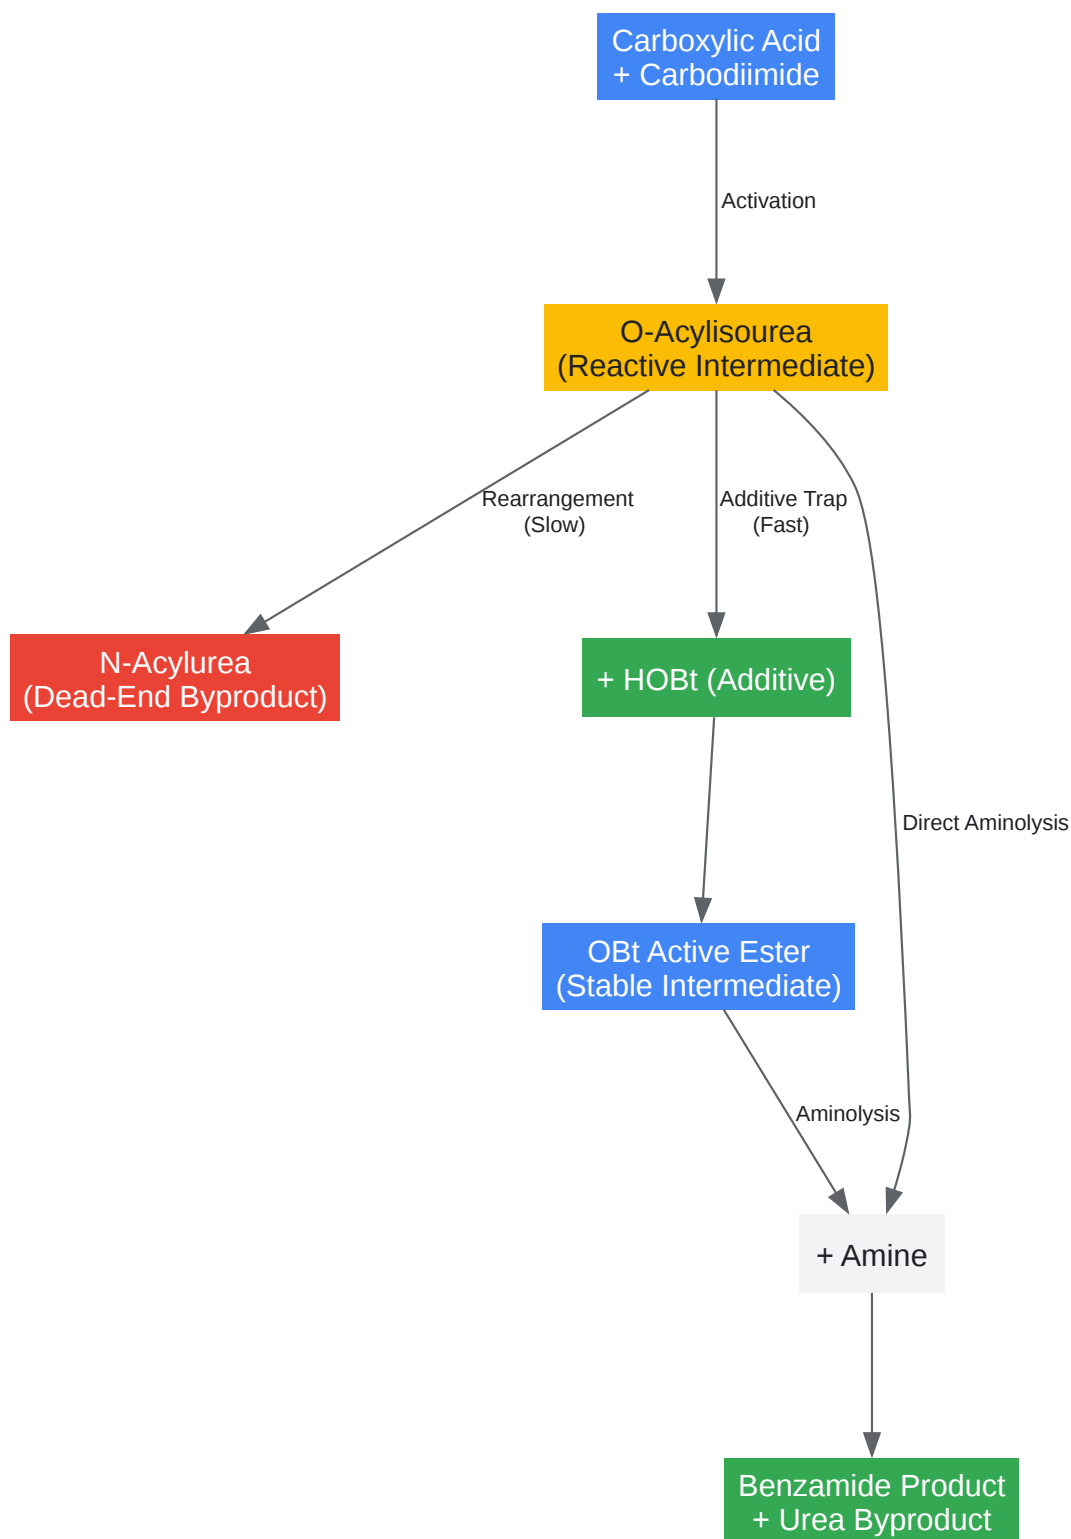 Carboxylic Acid
+ Carbodiimide
Activation
O-Acylisourea
(Reactive Intermediate)
Rearrangement
(Slow)
Additive Trap
(Fast)
N-Acylurea
(Dead-End Byproduct)
+ HOBt (Additive)
Direct Aminolysis
OBt Active Ester
(Stable Intermediate)
Aminolysis
+ Amine
Benzamide Product
+ Urea Byproduct